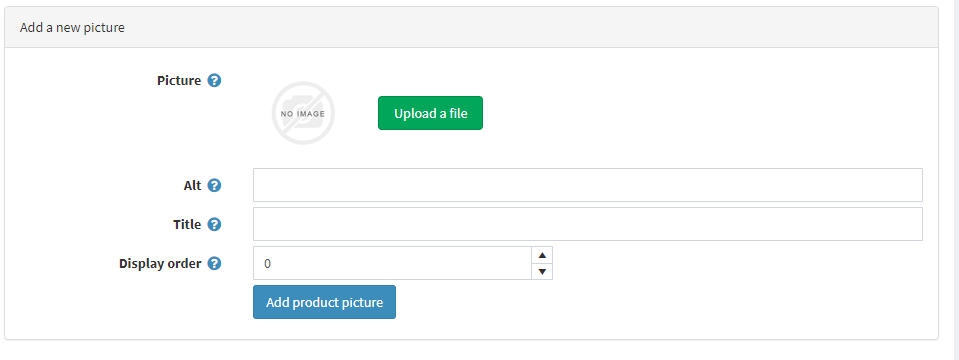 Add a new picture
Picture ?
NO IMAGE
Upload a file
Alt ?
Title ?
Display order ?
0
Add product picture